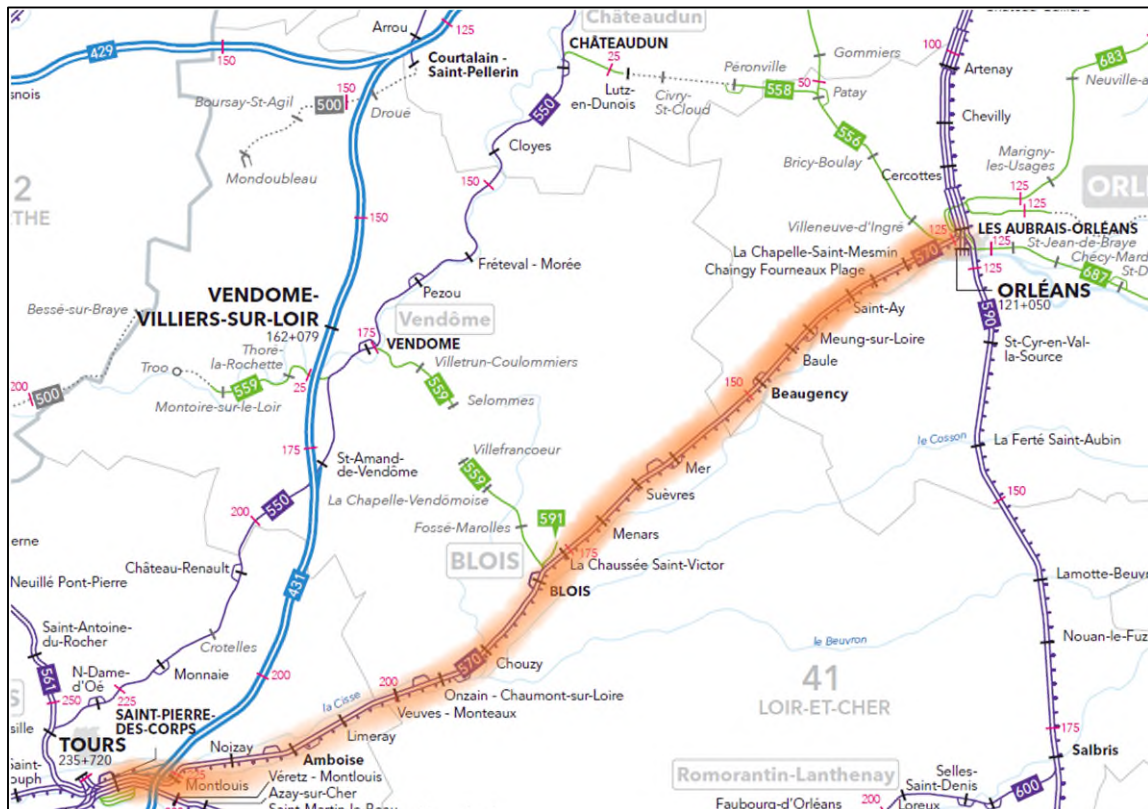 Châteaudun
Château-Gaillard
125
Arrou
429
150
Courtalain -
Saint-Pellerin
CHÂTEAUDUN
25
Lutz-
en-Dunois
Civry-
St-Cloud
Péronville
558
Gommiers
50
Patay
100
Artenay
683
Neuville-a
Boursay-St-Agil
500
150
Droué
Mondoubleau
550
Cloyes
150
556
Bricy-Boulay
Chevilly
Cercottes
Marigny-
les-Usages
125
125
ORL
2
THE
150
Villeneuve-d'Ingré
125
LES AUBRAIS-ORLÉANS
125
St-Jean-de-Braye
Chécy-Mard
St-D
687
La Chapelle-Saint-Mesmin
Chaingy Fourneaux Plage
570
125
ORLÉANS
121+050
590
Fréteval - Morée
Pezou
Saint-Ay
Meung-sur-Loire
Baule
St-Cyr-en-Val
la-Source
Bessé-sur-Braye
VENDOME-
VILLIERS-SUR-LOIR
162+079
Vendôme
175
VENDOME
Thoré-
la-Rochette
Troo
25
559
Montoire-sur-le-Loir
200
500
Villetrun-Coulommiers
559
Selommes
150
Beaugency
le Cosson
La Ferté Saint-Aubin
175
St-Amand-
de-Vendôme
Villefrancoeur
559
La Chapelle-Vendômoise
Fossé-Marolles
591
Mer
Suèvres
Menars
175
La Chaussée Saint-Victor
150
550
200
BLOIS
BLOIS
erne
Neuillé Pont-Pierre
Château-Renault
431
Lamotte-Beuvr
Saint-Antoine-
du-Rocher
Crotelles
le Beuvron
Nouan-le-Fuz
561
N-Dame-
d'Oé
Monnaie
200
570
Chouzy
200
Onzain - Chaumont-sur-Loire
Veuves - Monteaux
41
LOIR-ET-CHER
250
225
la Cisse
Limeray
SAINT-PIERRE-
DES-CORPS
TOURS
235+720
Noizay
Amboise
Montlouis
Véretz - Montlouis
Azay-sur-Cher
Saint-Martin-le-Beau
175
Salbris
Romorantin-Lanthenay
Selles-
Saint-Denis
600
Faubourg-d'Orléans
200
Loreux